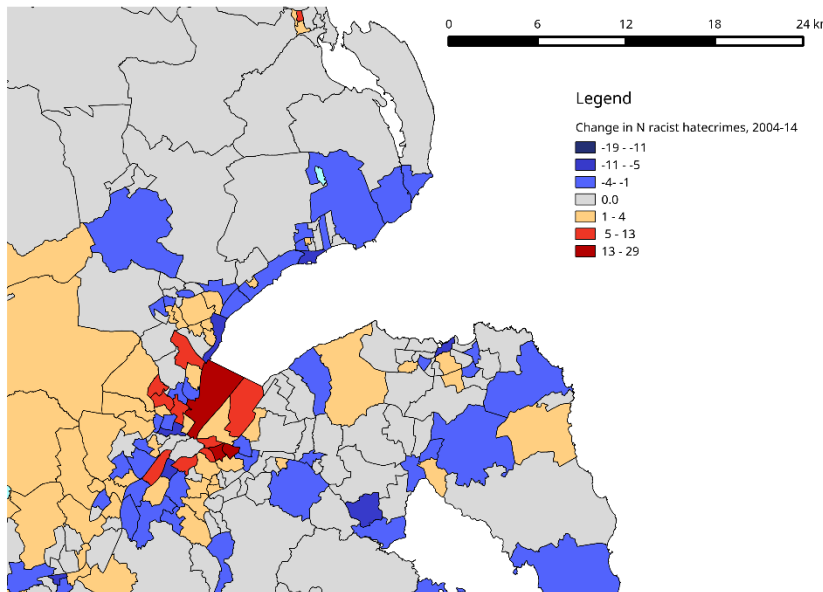 0 6 12 18 24 km
Legend
Change in N racist hatecrimes, 2004-14
-19 - -11
-11 - -5
-4- -1
0.0
1 - 4
5 - 13
13 - 29